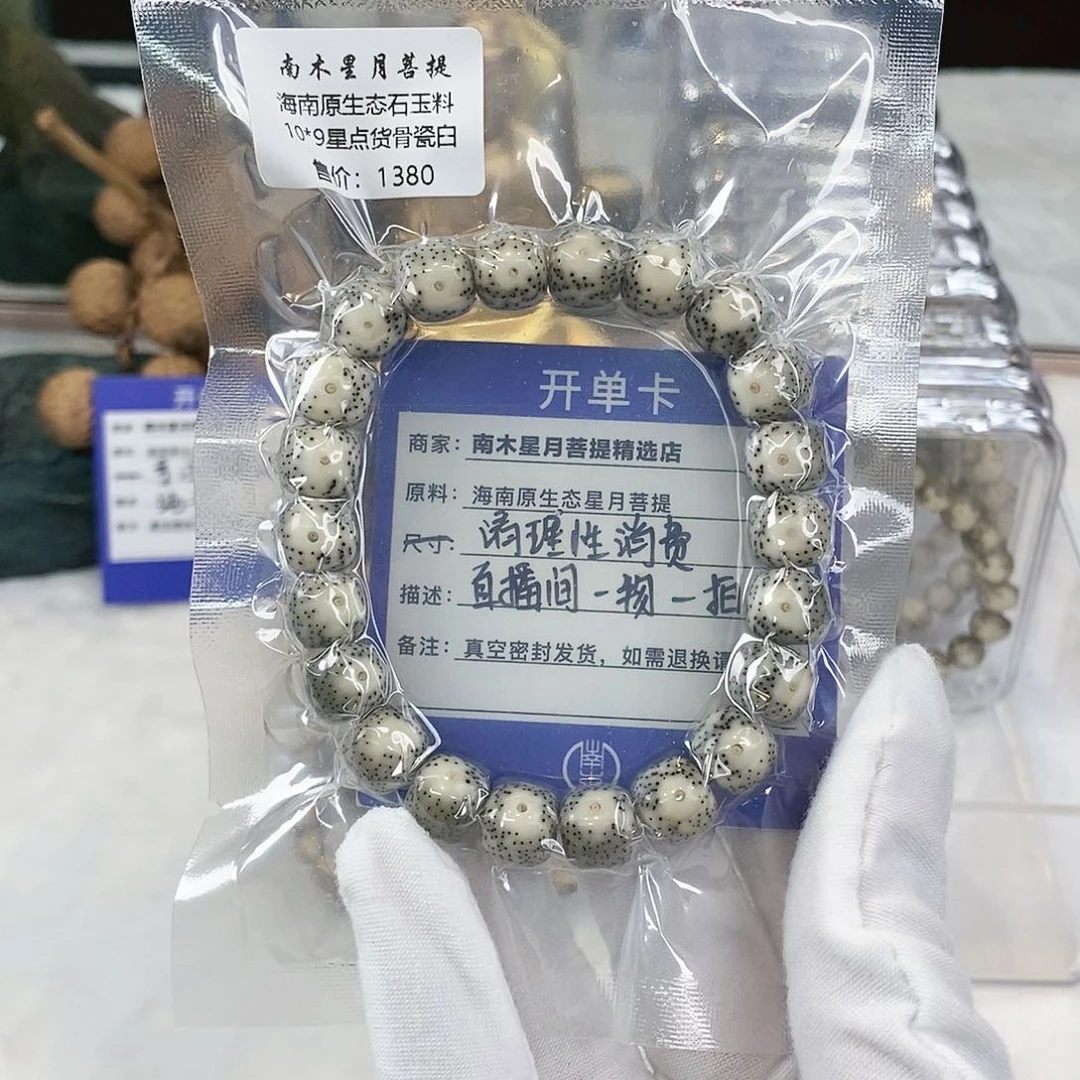 南木星月菩提
海南原生态石玉料
10*9星点货骨瓷白
售价：1380
开单卡
商家：南木星月菩提精选店
原料：海南原生态星月菩提
尺寸：请理性消费
描述：直播间一物一拍
备注：真空密封发货，如需退换请